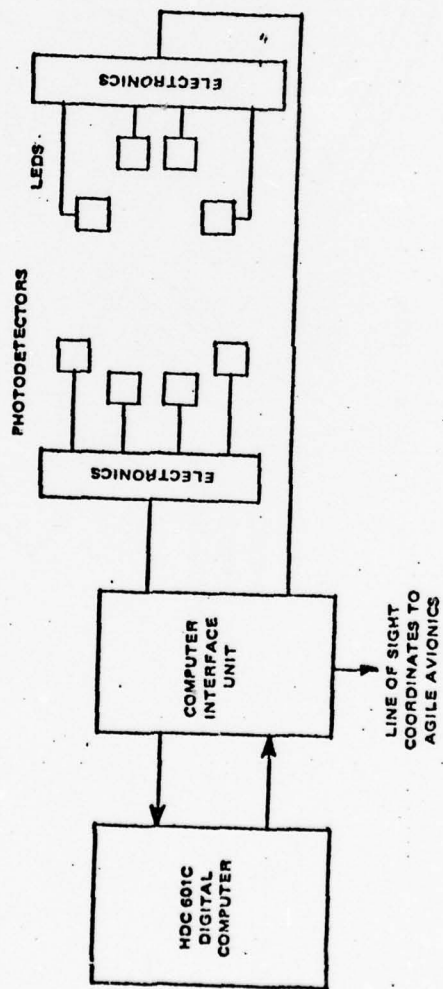 HDC 601C
DIGITAL
COMPUTER
COMPUTER
INTERFACE
UNIT
LINE OF SIGHT
COORDINATES TO
AGILE AVIONICS
ELECTRONICS
PHOTODETECTORS
LEDS
ELECTRONICS